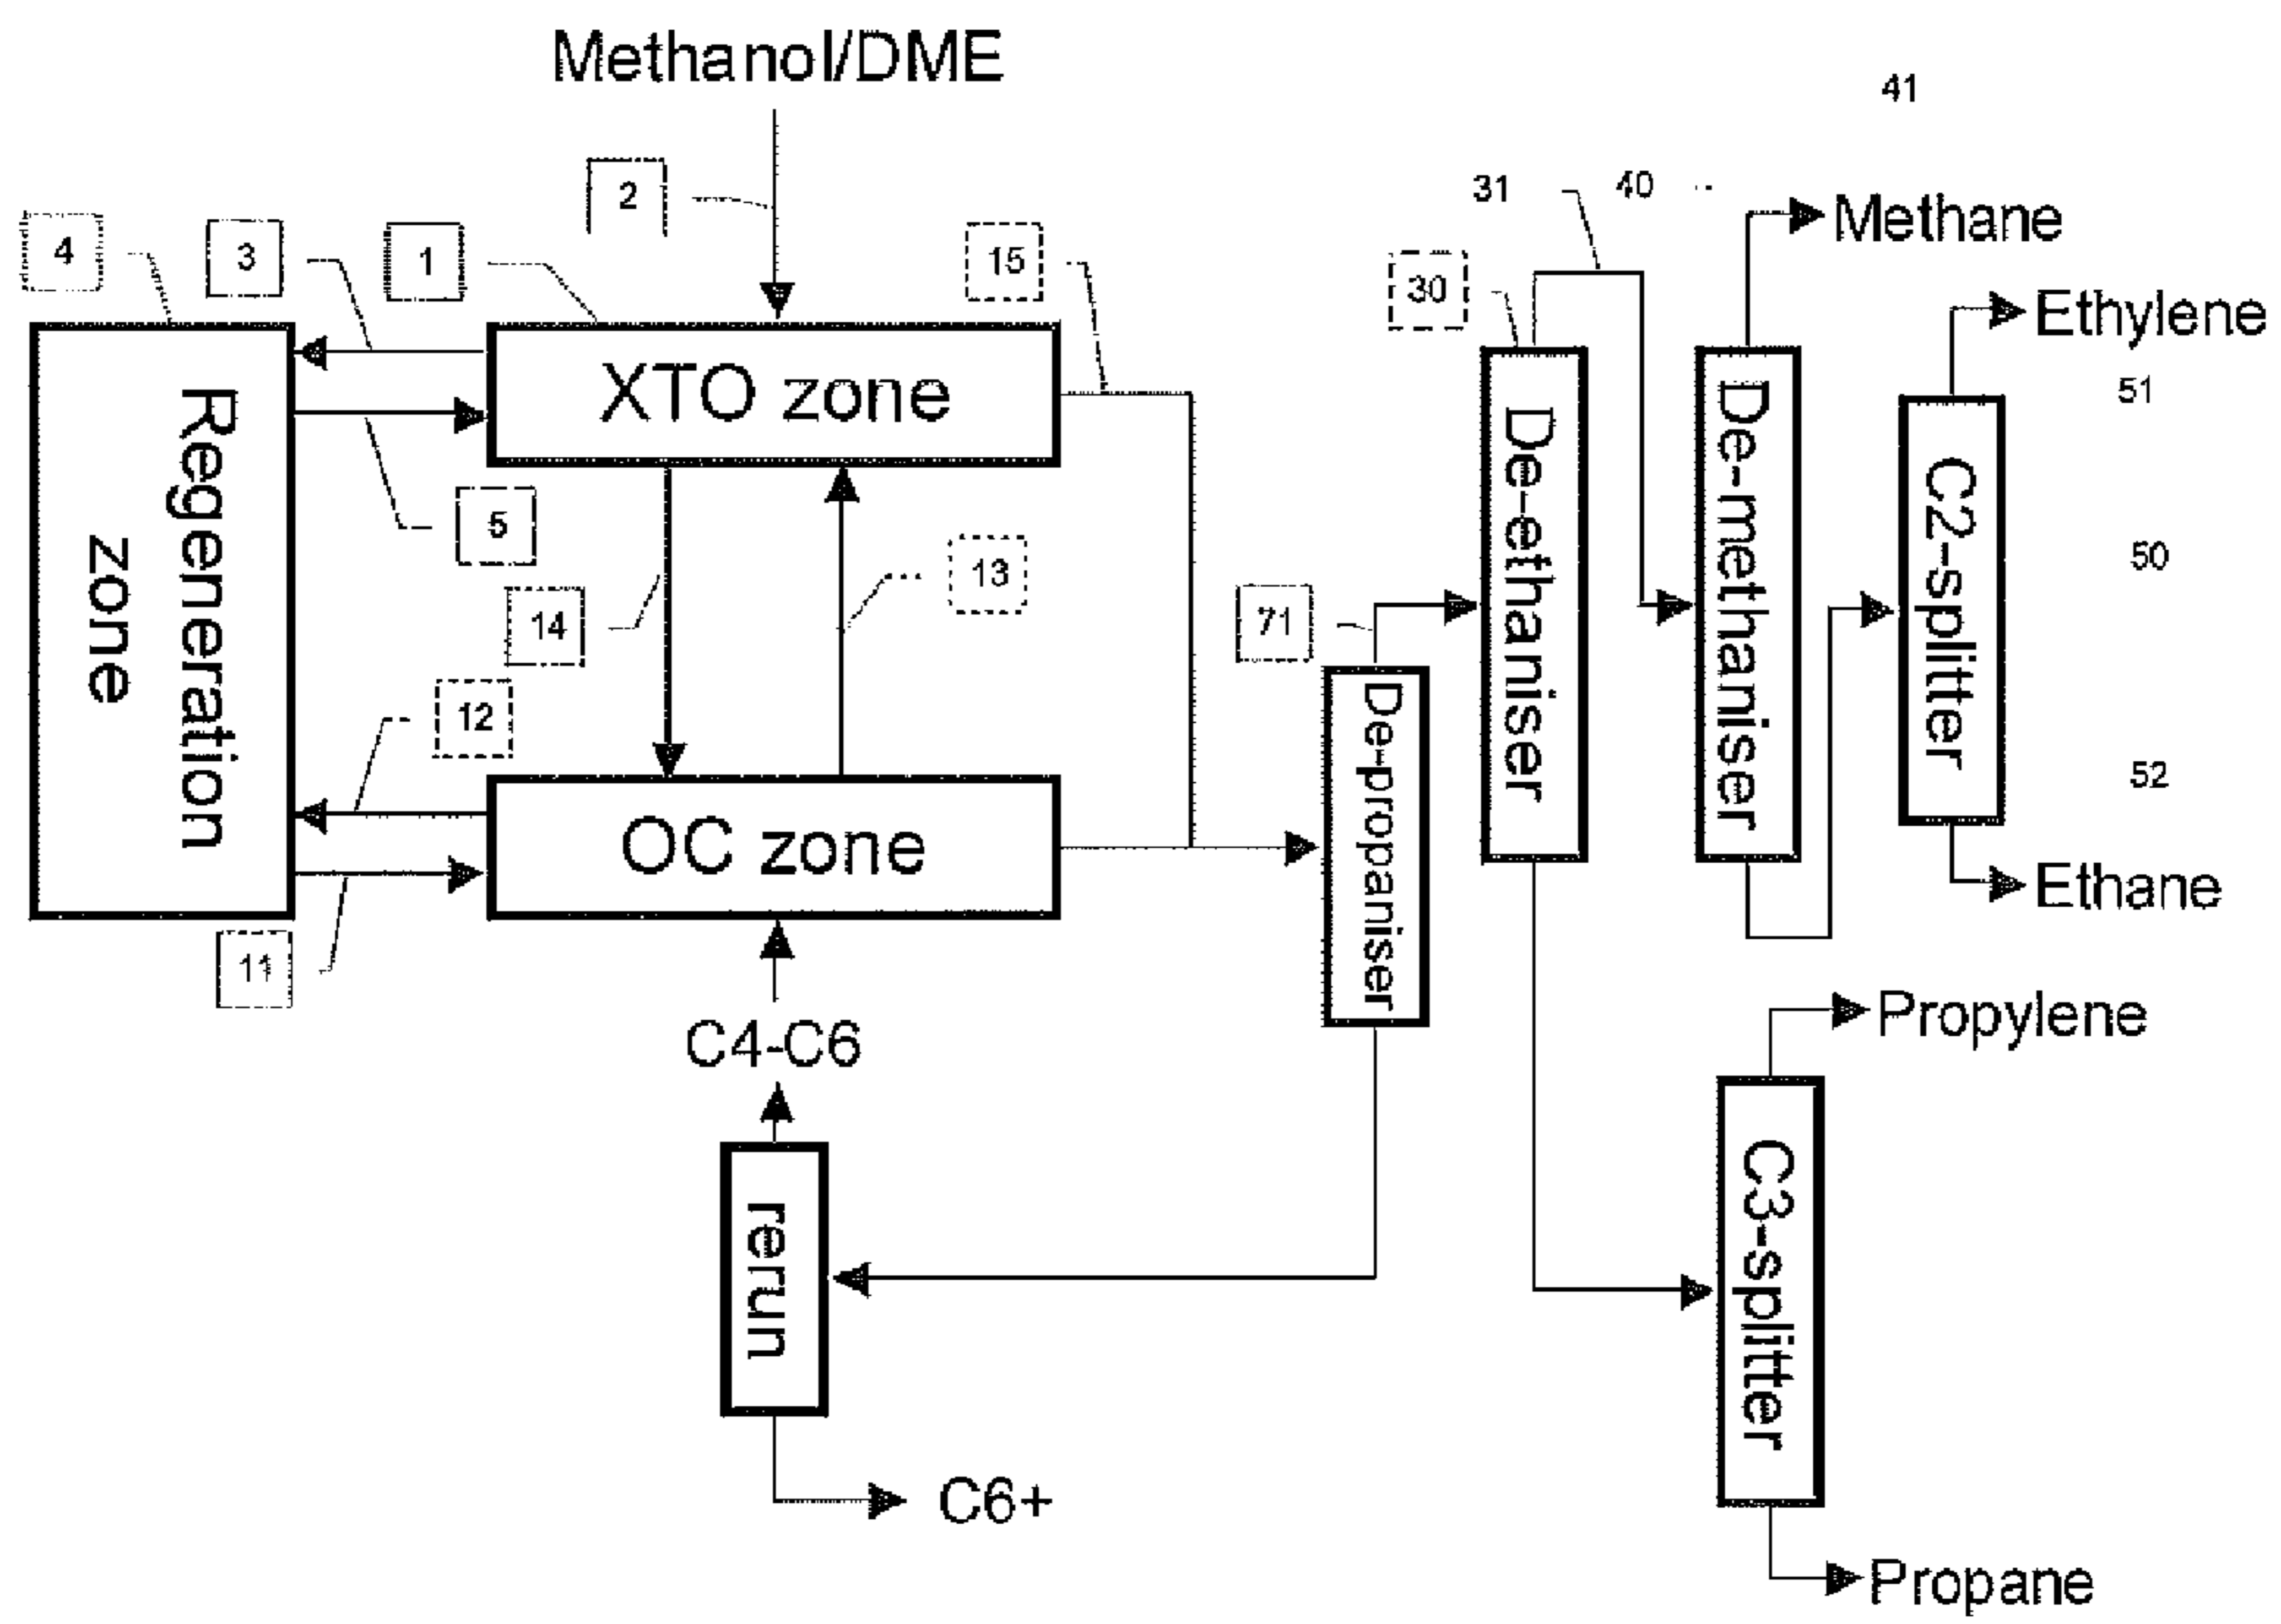 Methanol/DME
41
2
31
40
Methane
4
3
1
15
30
Ethylene
XTO zone
51
Regeneration
zone
De-ethaniser
De-methaniser
C2-splitter
5
13
50
14
71
12
De-propaniser
52
OC zone
Ethane
11
C4-C6
Propylene
rerun
C3-splitter
C6+
Propane